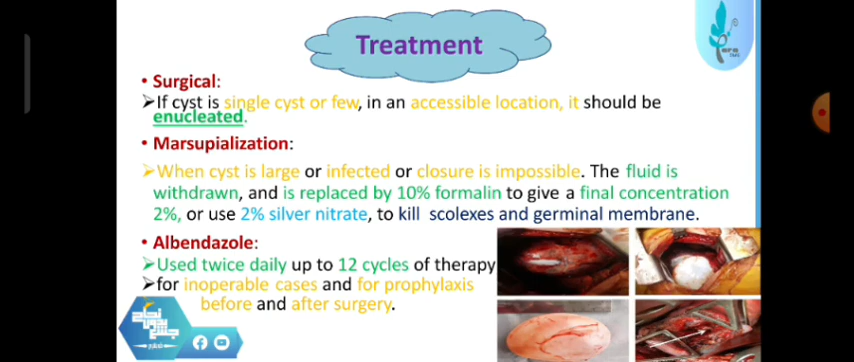 Treatment
• Surgical:
➢If cyst is single cyst or few, in an accessible location, it should be
enucleated.
• Marsupialization:
➢When cyst is large or infected or closure is impossible. The fluid is
withdrawn, and is replaced by 10% formalin to give a final concentration
2%, or use 2% silver nitrate, to kill scolexes and germinal membrane.
• Albendazole:
➢Used twice daily up to 12 cycles of therapy
➢for inoperable cases and for prophylaxis
before and after surgery.